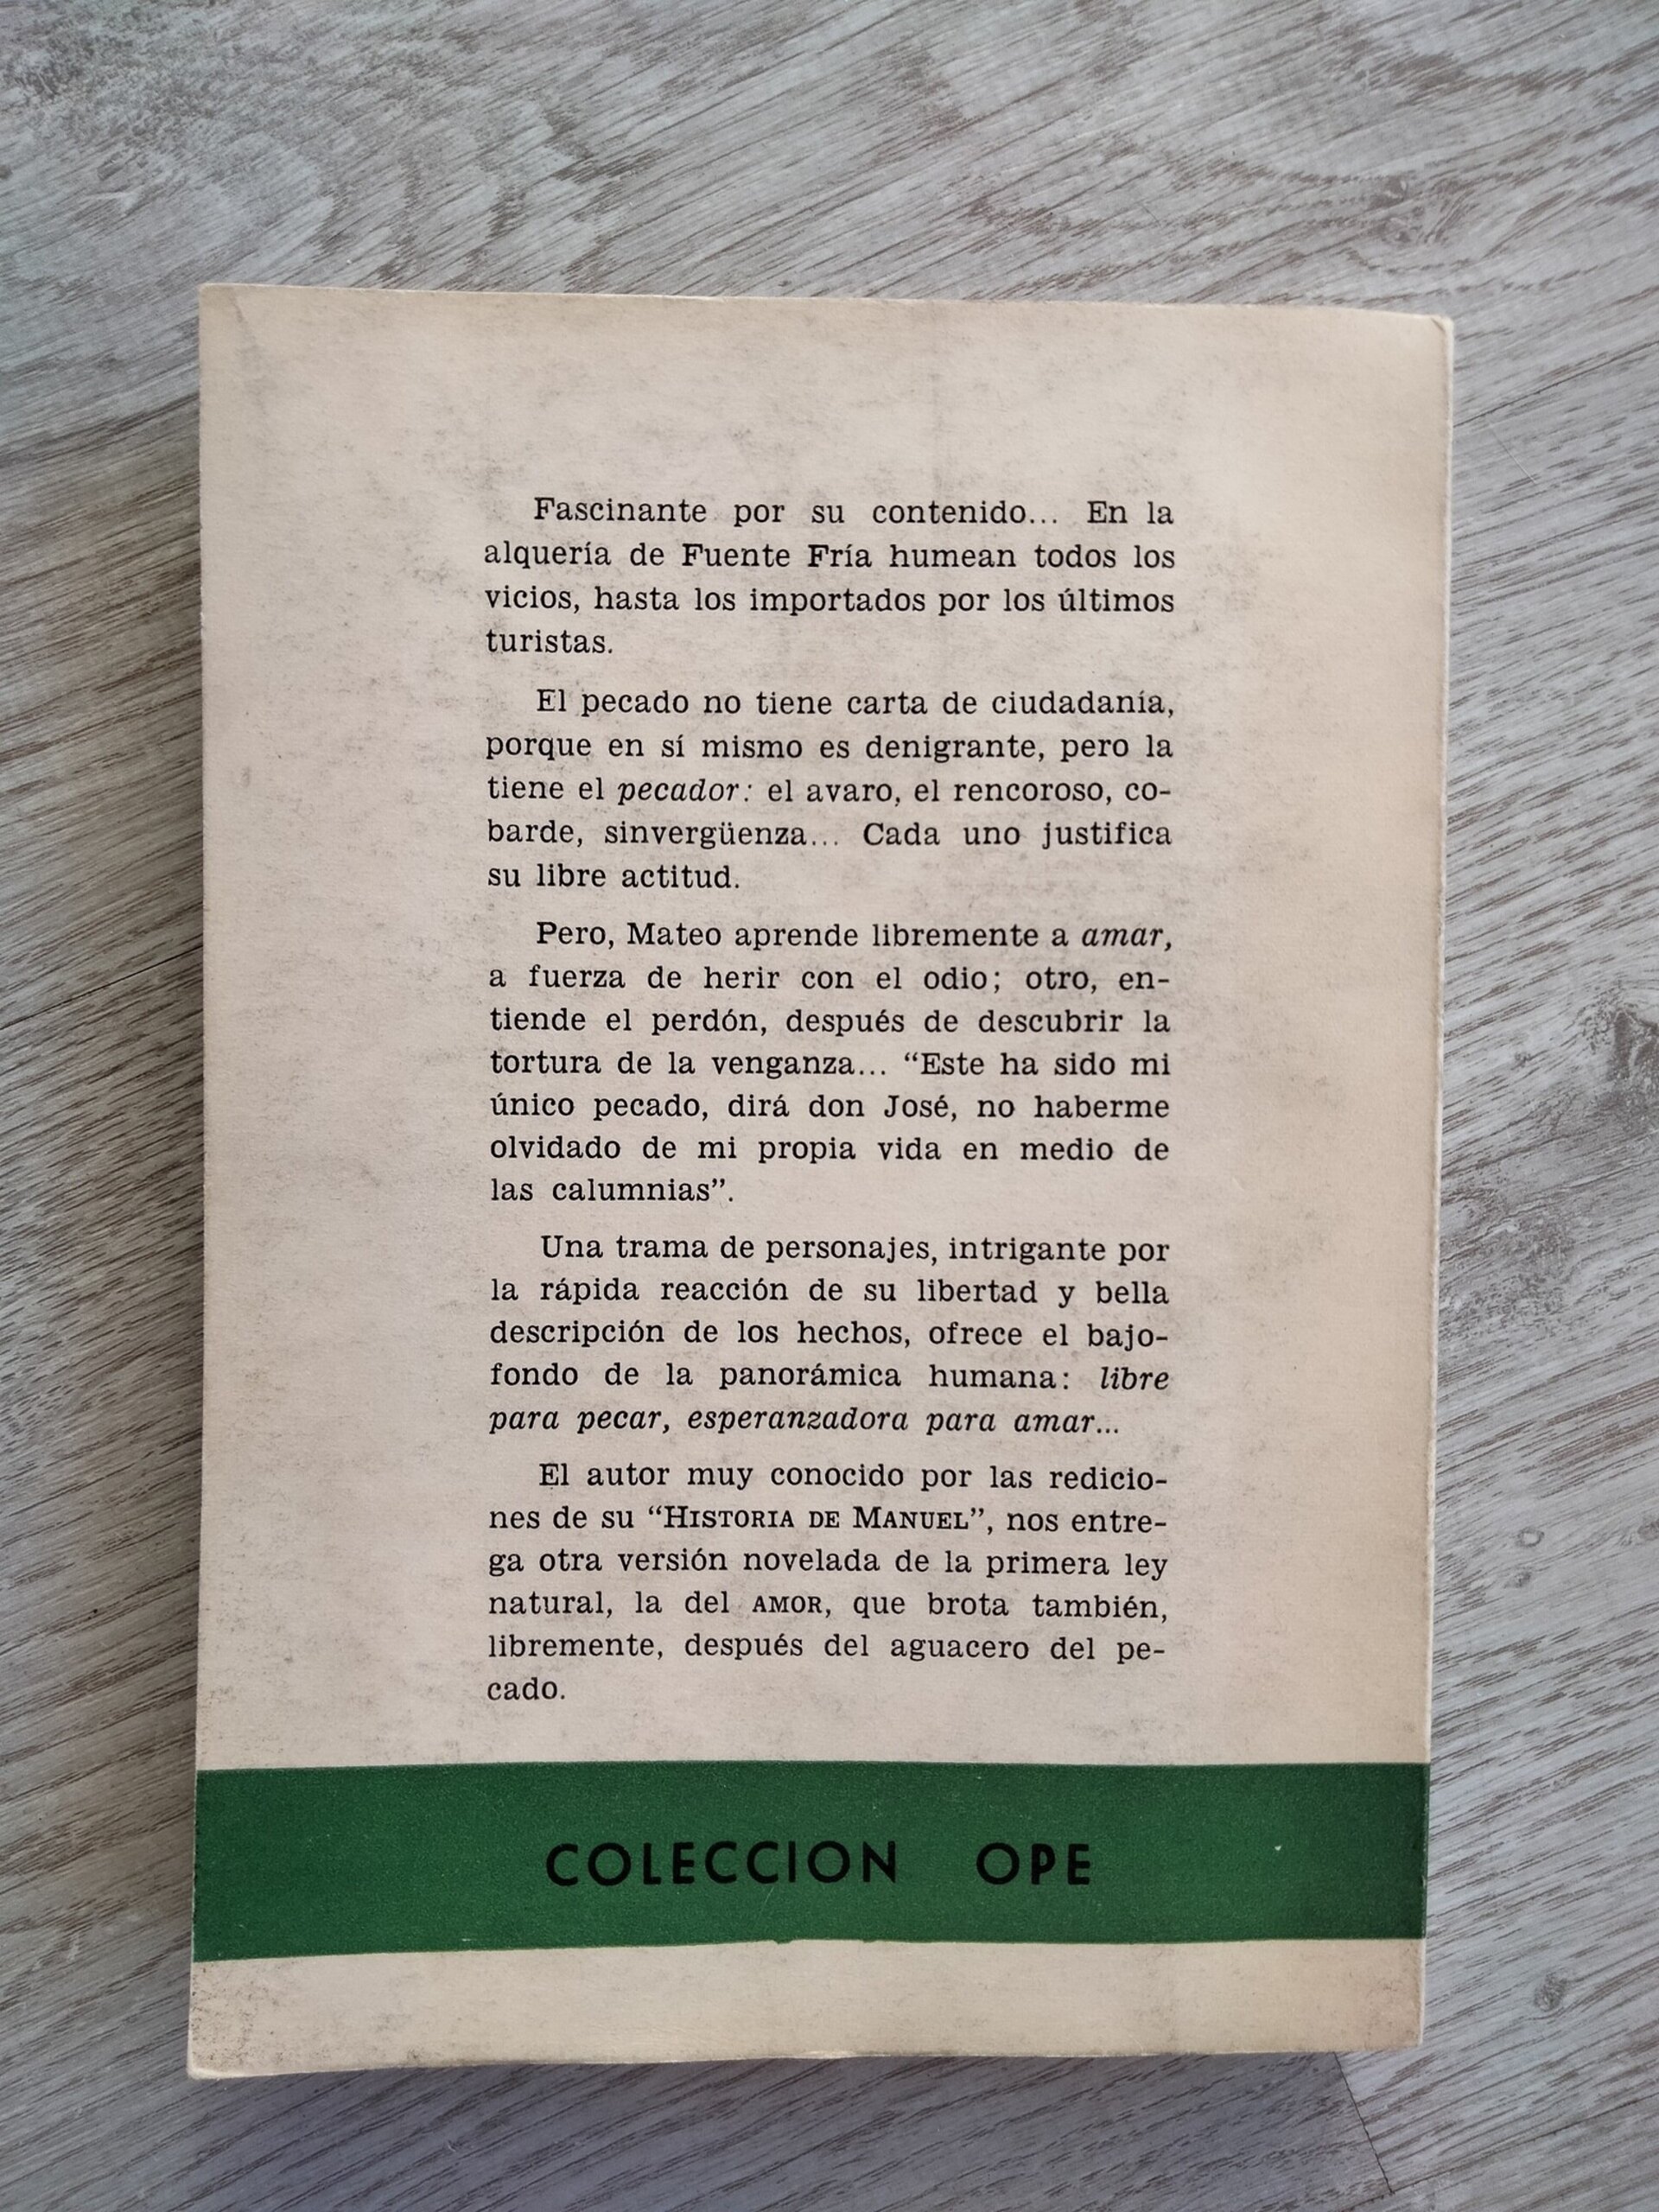 Fascinante por su contenido... En la
alquería de Fuente Fría humean todos los
vicios, hasta los importados por los últimos
turistas.
El pecado no tiene carta de ciudadanía,
porque en sí mismo es denigrante, pero la
tiene el pecador: el avaro, el rencoroso, co-
barde, sinvergüenza... Cada uno justifica
su libre actitud.
Pero, Mateo aprende libremente a amar,
a fuerza de herir con el odio; otro, en-
tiende el perdón, después de descubrir la
tortura de la venganza... “Este ha sido mi
único pecado, dirá don José, no haberme
olvidado de mi propia vida en medio de
las calumnias”.
Una trama de personajes, intrigante por
la rápida reacción de su libertad y bella
descripción de los hechos, ofrece el bajo-
fondo de la panorámica humana: libre
para pecar, esperanzadora para amar...
El autor muy conocido por las redicio-
nes de su “HISTORIA DE MANUEL”, nos entre-
ga otra versión novelada de la primera ley
natural, la del AMOR, que brota también,
libremente, después del aguacero del pe-
cado.
COLECCION OPE